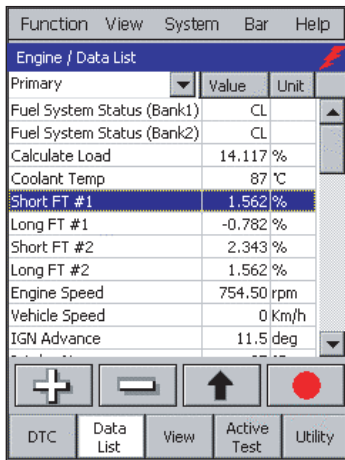 Function View System Bar Help
Engine / Data List
Primary Value Unit
Fuel System Status (Bank1) CL
Fuel System Status (Bank2) CL
Calculate Load 14.117 %
Coolant Temp 87 ℃
Short FT #1 1.562 %
Long FT #1 -0.782 %
Short FT #2 2.343 %
Long FT #2 1.562 %
Engine Speed 754.50 rpm
Vehicle Speed 0 Km/h
IGN Advance 11.5 deg
DTC Data List View Active Test Utility